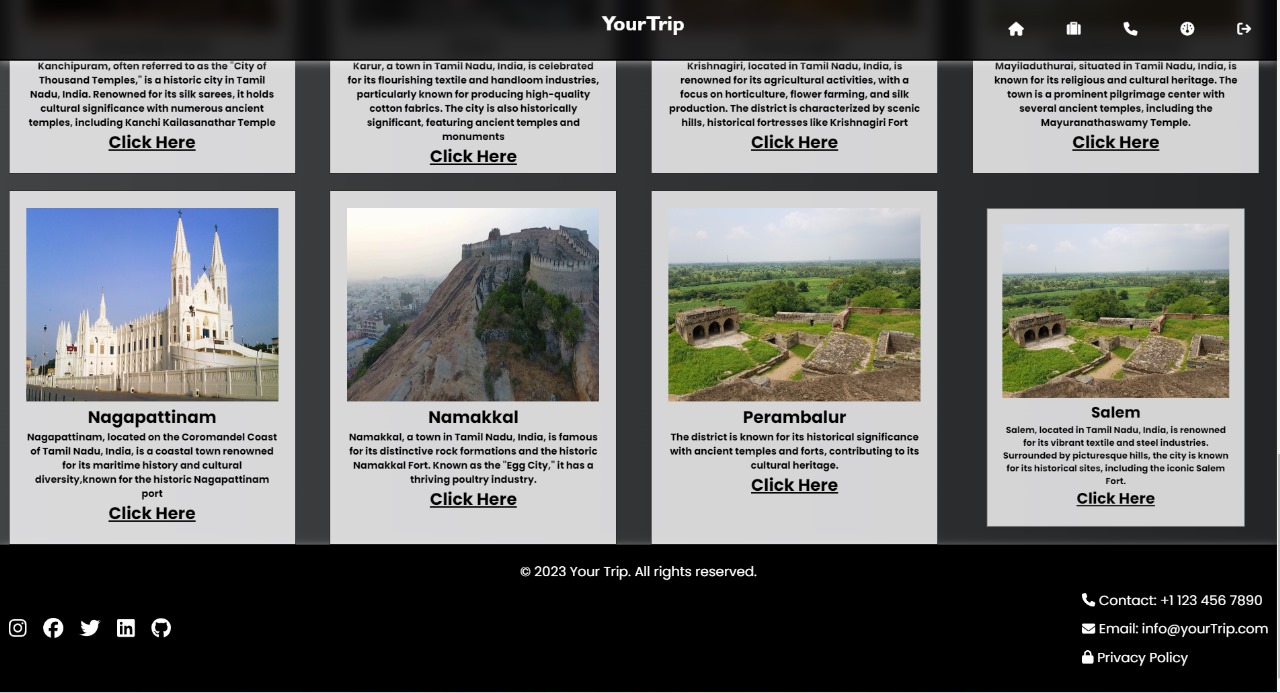 YourTrip
Kanchipuram, often referred to as the "City of
Thousand Temples," is a historic city in Tamil
Nadu, India. Renowned for its silk sarees, it holds
cultural significance with numerous ancient
temples, including Kanchi Kailasanathar Temple
Click Here
Karur, a town in Tamil Nadu, India, is celebrated
for its flourishing textile and handloom industries,
particularly known for producing high-quality
cotton fabrics. The city is also historically
significant, featuring ancient temples and
monuments
Click Here
Krishnagiri, located in Tamil Nadu, India, is
renowned for its agricultural activities, with a
focus on horticulture, flower farming, and silk
production. The district is characterized by scenic
hills, historical fortresses like Krishnagiri Fort
Click Here
Mayiladuthurai, situated in Tamil Nadu, India, is
known for its religious and cultural heritage. The
town is a prominent pilgrimage center with
several ancient temples, including the
Mayuranathaswamy Temple.
Click Here
Nagapattinam
Nagapattinam, located on the Coromandel Coast
of Tamil Nadu, India, is a coastal town renowned
for its maritime history and cultural
diversity,known for the historic Nagapattinam
port
Click Here
Namakkal
Namakkal, a town in Tamil Nadu, India, is famous
for its distinctive rock formations and the historic
Namakkal Fort. Known as the "Egg City," it has a
thriving poultry industry.
Click Here
Perambalur
The district is known for its historical significance
with ancient temples and forts, contributing to its
cultural heritage.
Click Here
Salem
Salem, located in Tamil Nadu, India, is renowned
for its vibrant textile and steel industries.
Surrounded by picturesque hills, the city is known
for its historical sites, including the iconic Salem
Fort.
Click Here
© 2023 Your Trip. All rights reserved.
Contact: +1 123 456 7890
Email: info@yourTrip.com
Privacy Policy